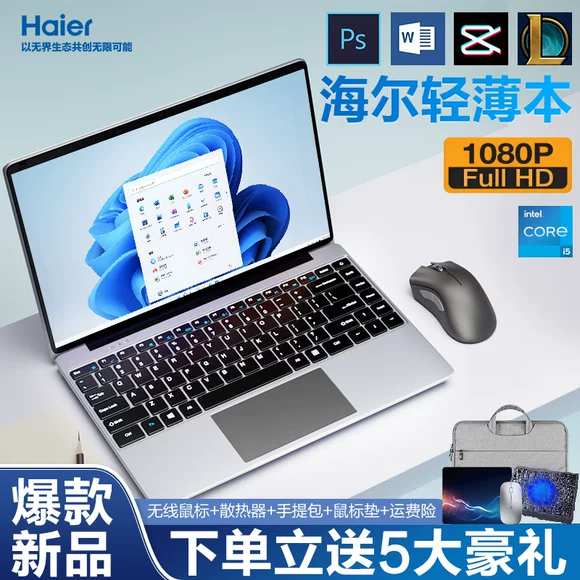 Haier
以无界生态共创无限可能
Ps
W
海尔轻薄本
1080P
Full HD
intel
CORE
i5
爆款
新品
无线鼠标+散热器+手提包+鼠标垫+运费险
下单立送5大豪礼